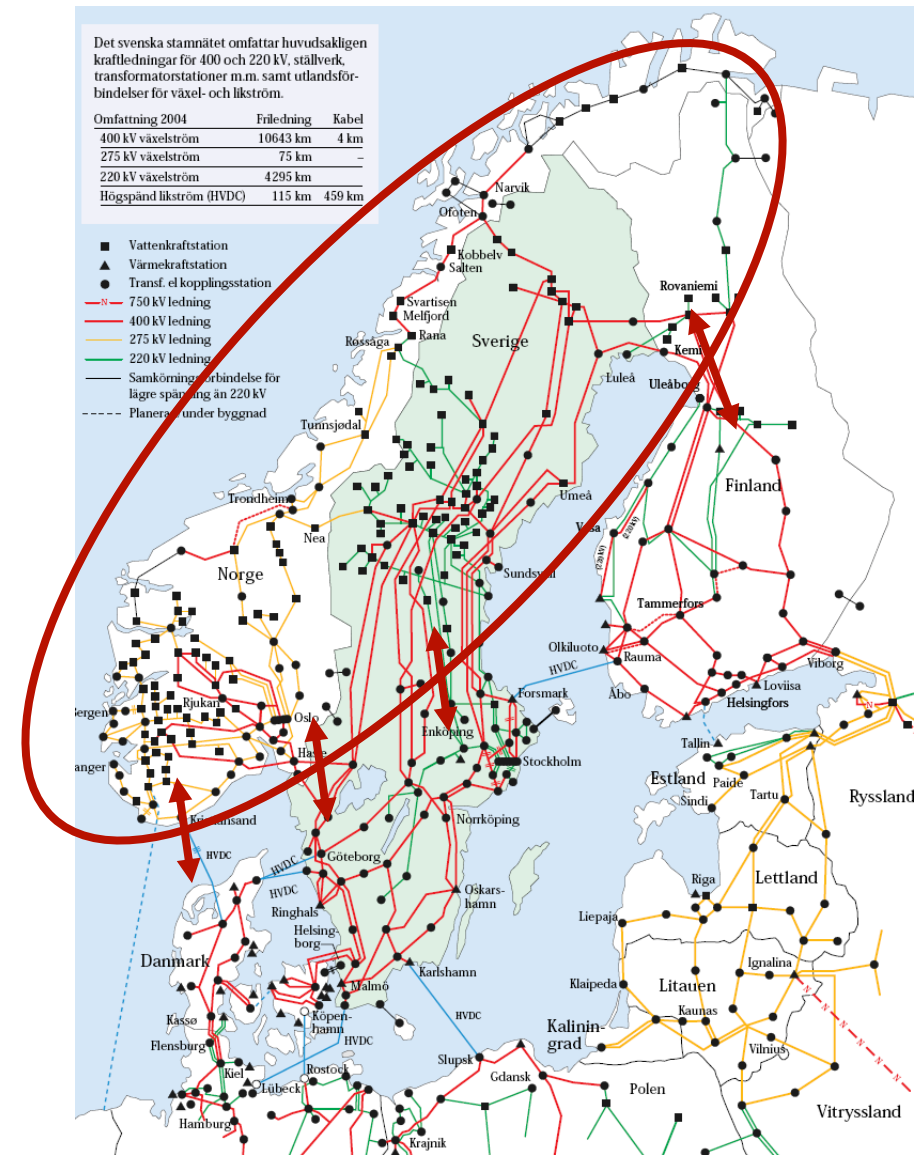 Det svenska stamnätet omfattar huvudsakligen
kraftledningar för 400 och 220 kV, ställverk,
transformatorstationer m.m. samt utlandsför-
bindelser för växel- och likström.
Omfattning 2004 Friledning Kabel
400 kV växelström 10643 km 4 km
275 kV växelström 75 km –
220 kV växelström 4295 km
Högspänd likström (HVDC) 115 km 459 km
Vattenkraftstation
Värmekraftstation
Transf. el kopplingsstation
N 750 kV ledning
400 kV ledning
275 kV ledning
220 kV ledning
Samkörningsförbindelse för
lägre spänning än 220 kV
Planerad/under byggnad
Narvik
Ofoten
Kobbelv
Salten
Svartisen
Melfjord
Rana
Røssåga
Sverige
Rovaniemi
Kemi
Luleå
Uleåborg
Tunnsjødal
Finland
Trondheim
Umeå
Nea
Vasa
(220 kV)
(220 kV)
Sundsvall
Norge
Tammerfors
Olkiluoto
Rauma
HVDC
Viborg
Åbo
Loviisa
Helsingfors
Forsmark
Rjukan
Bergen
Oslo
Enköping
Hasle
Stockholm
Tallin
Estland
Paide
Sindi
Tartu
Ryssland
N
anger
Kristiansand
Norrköping
HVDC
HVDC
HVDC
Göteborg
Oskars-
hamn
Ringhals
Helsing-
borg
Riga
Lettland
Liepaja
Danmark
Karlshamn
Malmö
Ignalina
Klaipeda
Litauen
Kaunas
Kassø
Köpen-
hamn
HVDC
HVDC
Kalinin-
grad
Vilnius
N
N
N
N
N
Flensburg
Kiel
Rostock
Lübeck
Slupsk
Gdansk
Polen
Vitryssland
Hamburg
Krajnik